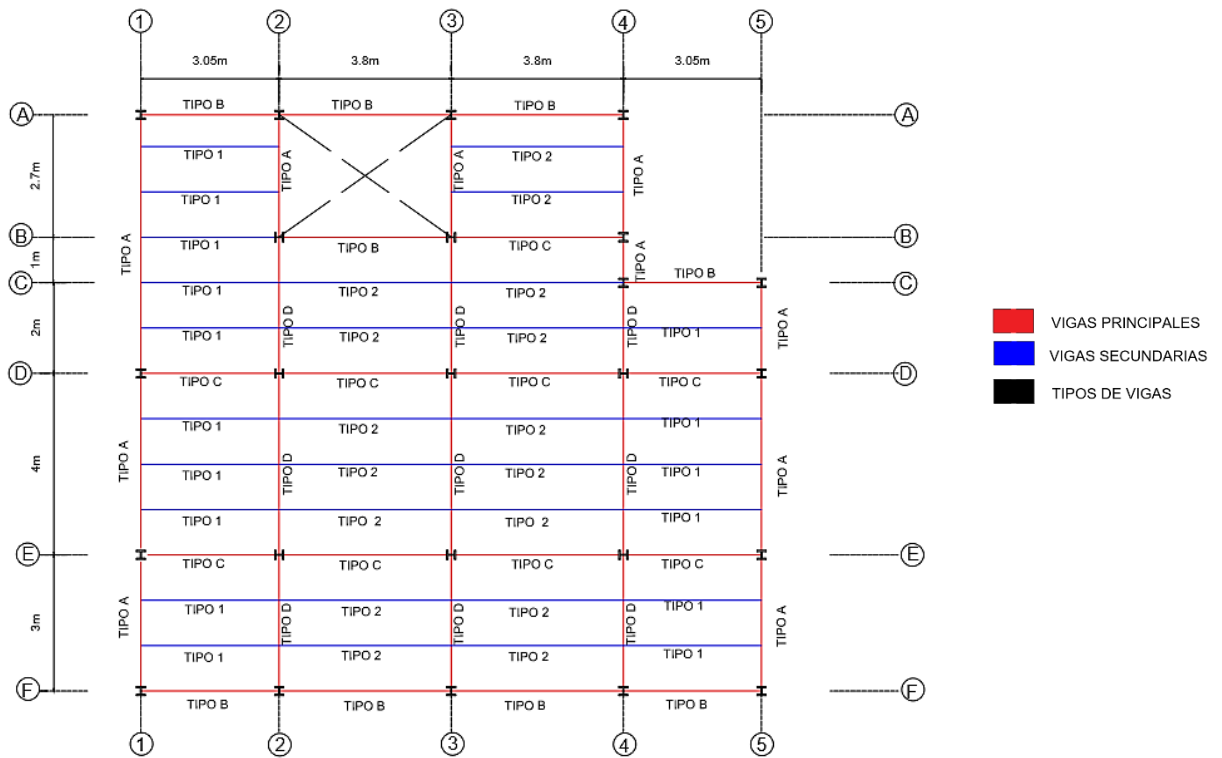 1 2 3 4 5
3.05m 3.8m 3.8m 3.05m
TIPO B TIPO B TIPO B
A A
TIPO 1 TIPO 2
2.7m TIPO A TIPO A TIPO A
TIPO 1 TIPO 2
B B
TIPO 1 TIPO B TIPO C
TIPO A 1m TIPO A
TIPO B
C C
TIPO 1 TIPO 2 TIPO 2
2m TIPO D TIPO D TIPO D TIPO A
VIGAS PRINCIPALES
TIPO 1 TIPO 2 TIPO 2 TIPO 1
VIGAS SECUNDARIAS
D D
TIPO C TIPO C TIPO C TIPO C
TIPOS DE VIGAS
TIPO 1 TIPO 2 TIPO 2 TIPO 1
4m TIPO A TIPO D TIPO D TIPO D TIPO A
TIPO 1 TIPO 2 TIPO 2 TIPO 1
TIPO 1 TIPO 2 TIPO 2 TIPO 1
E E
TIPO C TIPO C TIPO C TIPO C
TIPO 1 TIPO 2 TIPO 2 TIPO 1
3m TIPO A TIPO D TIPO D TIPO D TIPO A
TIPO 1 TIPO 2 TIPO 2 TIPO 1
F F
TIPO B TIPO B TIPO B TIPO B
1 2 3 4 5